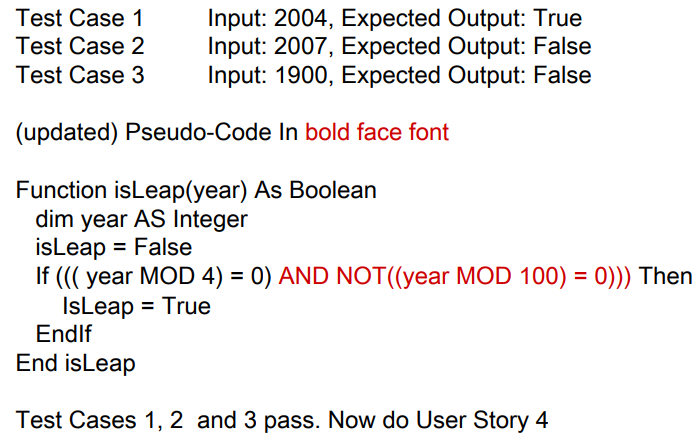 Test Case 1 Input: 2004, Expected Output: True
Test Case 2 Input: 2007, Expected Output: False
Test Case 3 Input: 1900, Expected Output: False
(updated) Pseudo-Code In bold face font
Function isLeap(year) As Boolean
dim year AS Integer
isLeap = False
If ((( year MOD 4) = 0) AND NOT((year MOD 100) = 0))) Then
IsLeap = True
EndIf
End isLeap
Test Cases 1, 2 and 3 pass. Now do User Story 4